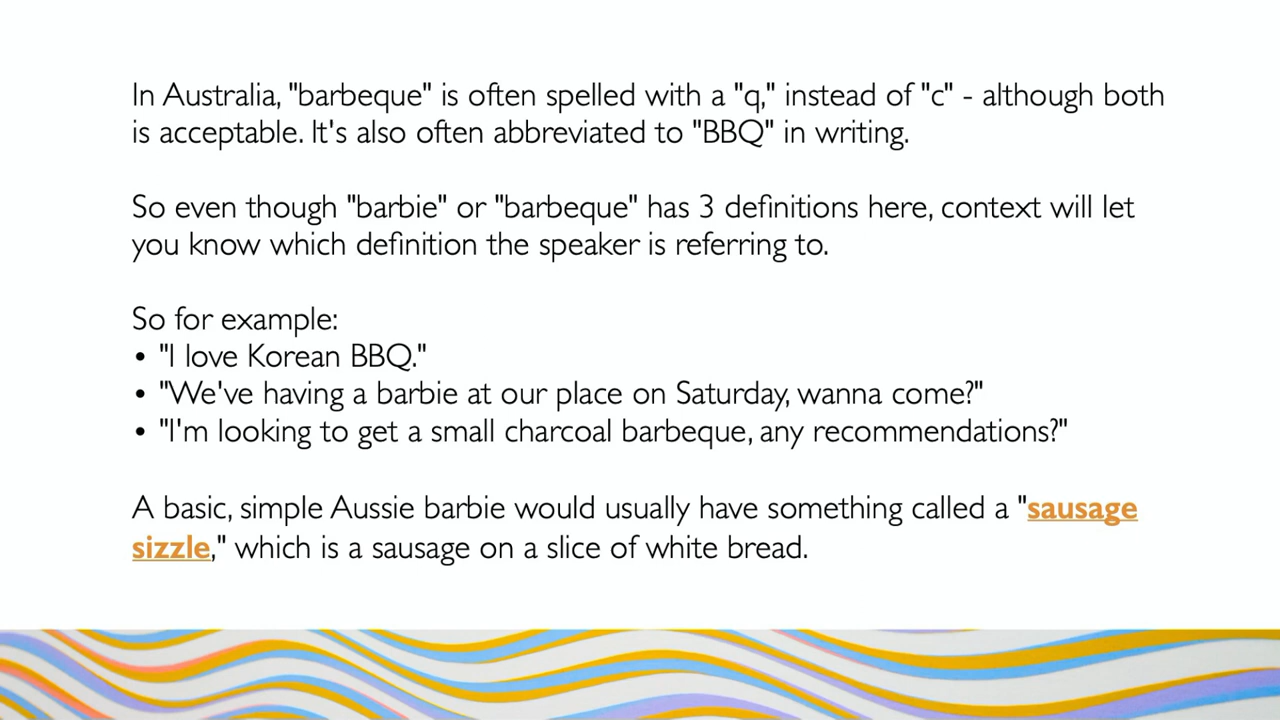 In Australia, "barbeque" is often spelled with a "q," instead of "c" - although both
is acceptable. It's also often abbreviated to "BBQ" in writing.
So even though "barbie" or "barbeque" has 3 definitions here, context will let
you know which definition the speaker is referring to.
So for example:
• "I love Korean BBQ."
• "We've having a barbie at our place on Saturday, wanna come?"
• "I'm looking to get a small charcoal barbeque, any recommendations?"
A basic, simple Aussie barbie would usually have something called a "sausage
sizzle," which is a sausage on a slice of white bread.